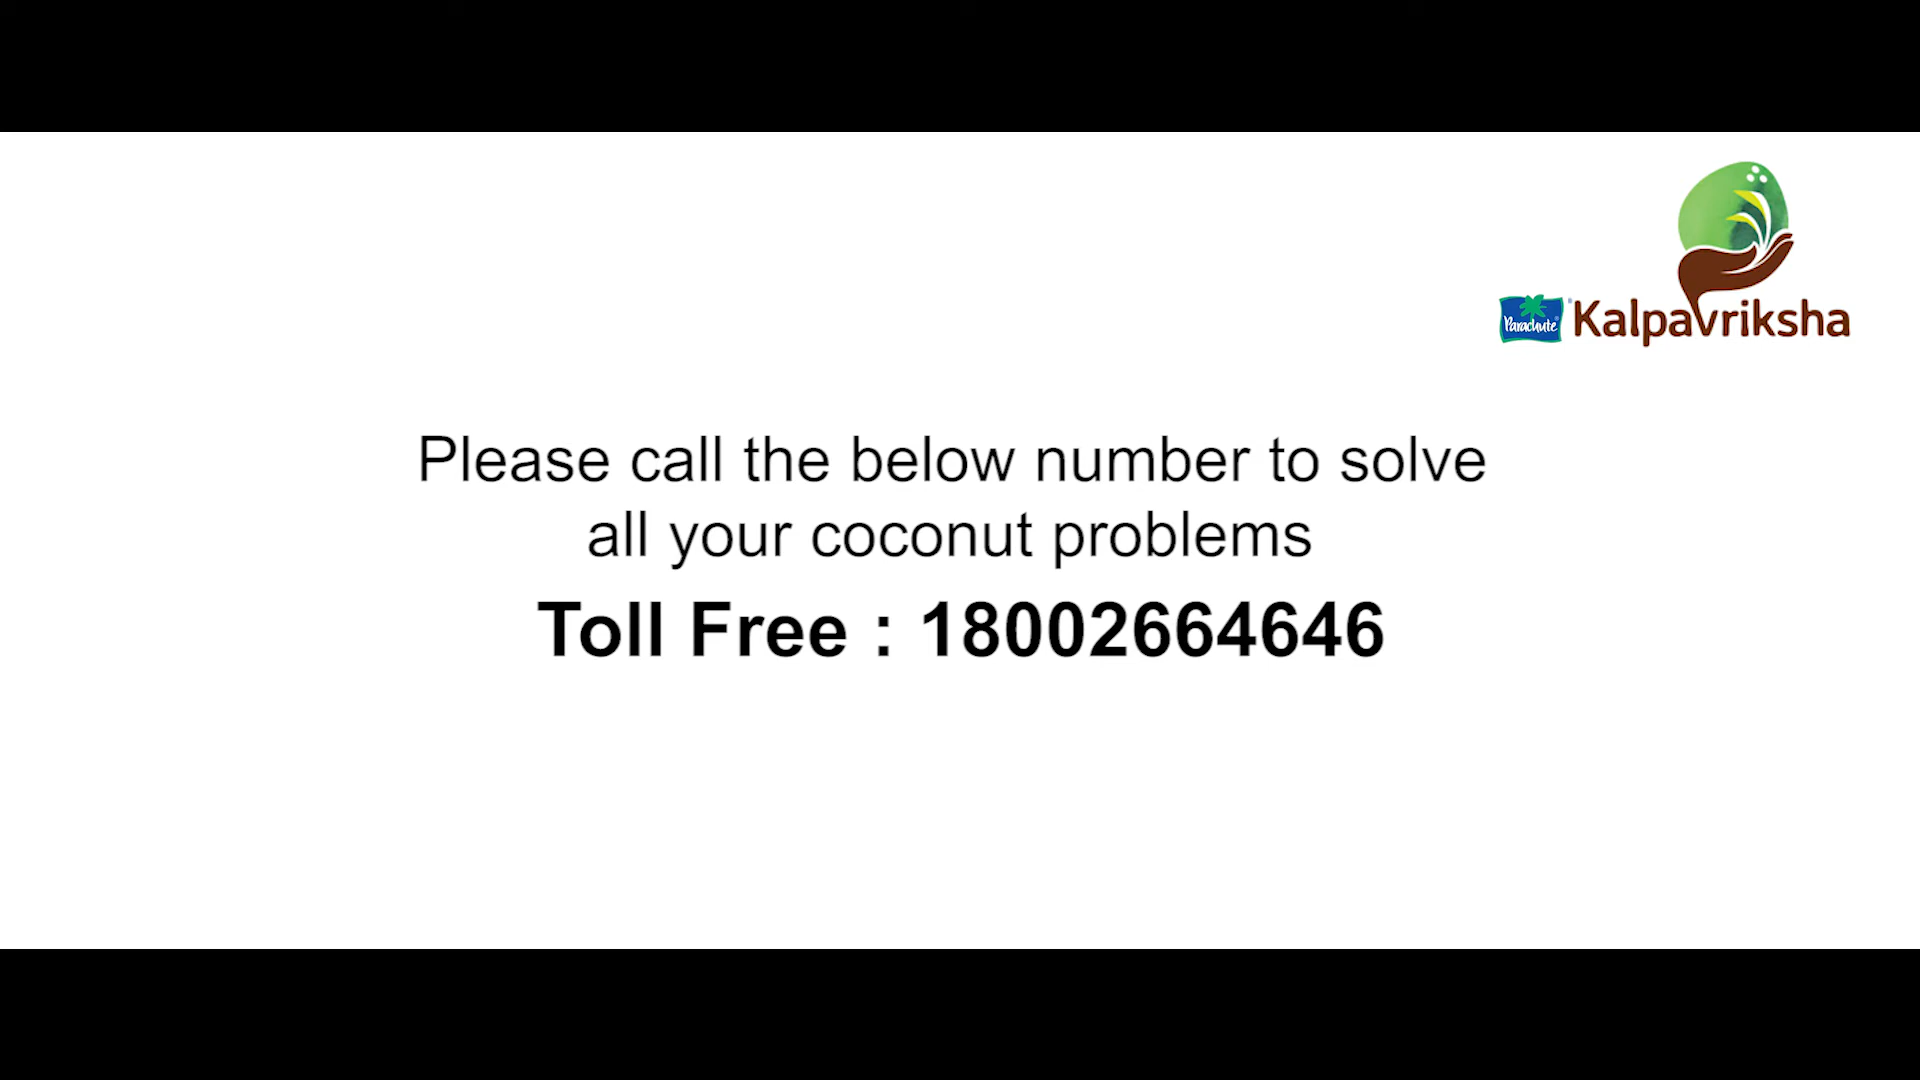 Parachute Kalpavriksha
Please call the below number to solve
all your coconut problems
Toll Free : 18002664646